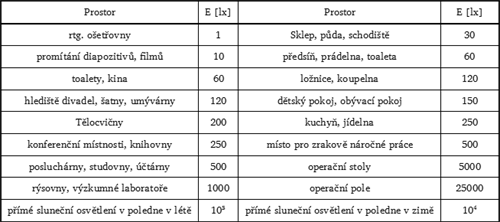 Prostor E [lx] Prostor E [lx]
rtg. ošetřovny 1 Sklep, půda, schodiště 30
promítání diapozitivů, filmů 10 předsíň, prádelna, toaleta 60
toalety, kina 60 ložnice, koupelna 120
hlediště divadel, šatny, umývárny 120 dětský pokoj, obývací pokoj 150
Tělocvičny 200 kuchyň, jídelna 250
konferenční místnosti, knihovny 250 místo pro zrakově náročné práce 500
posluchárny, studovny, účtárny 500 operační stoly 5000
rýsovny, výzkumné laboratoře 1000 operační pole 25000
přímé sluneční osvětlení v poledne v létě 10⁵ přímé sluneční osvětlení v poledne v zimě 10⁴